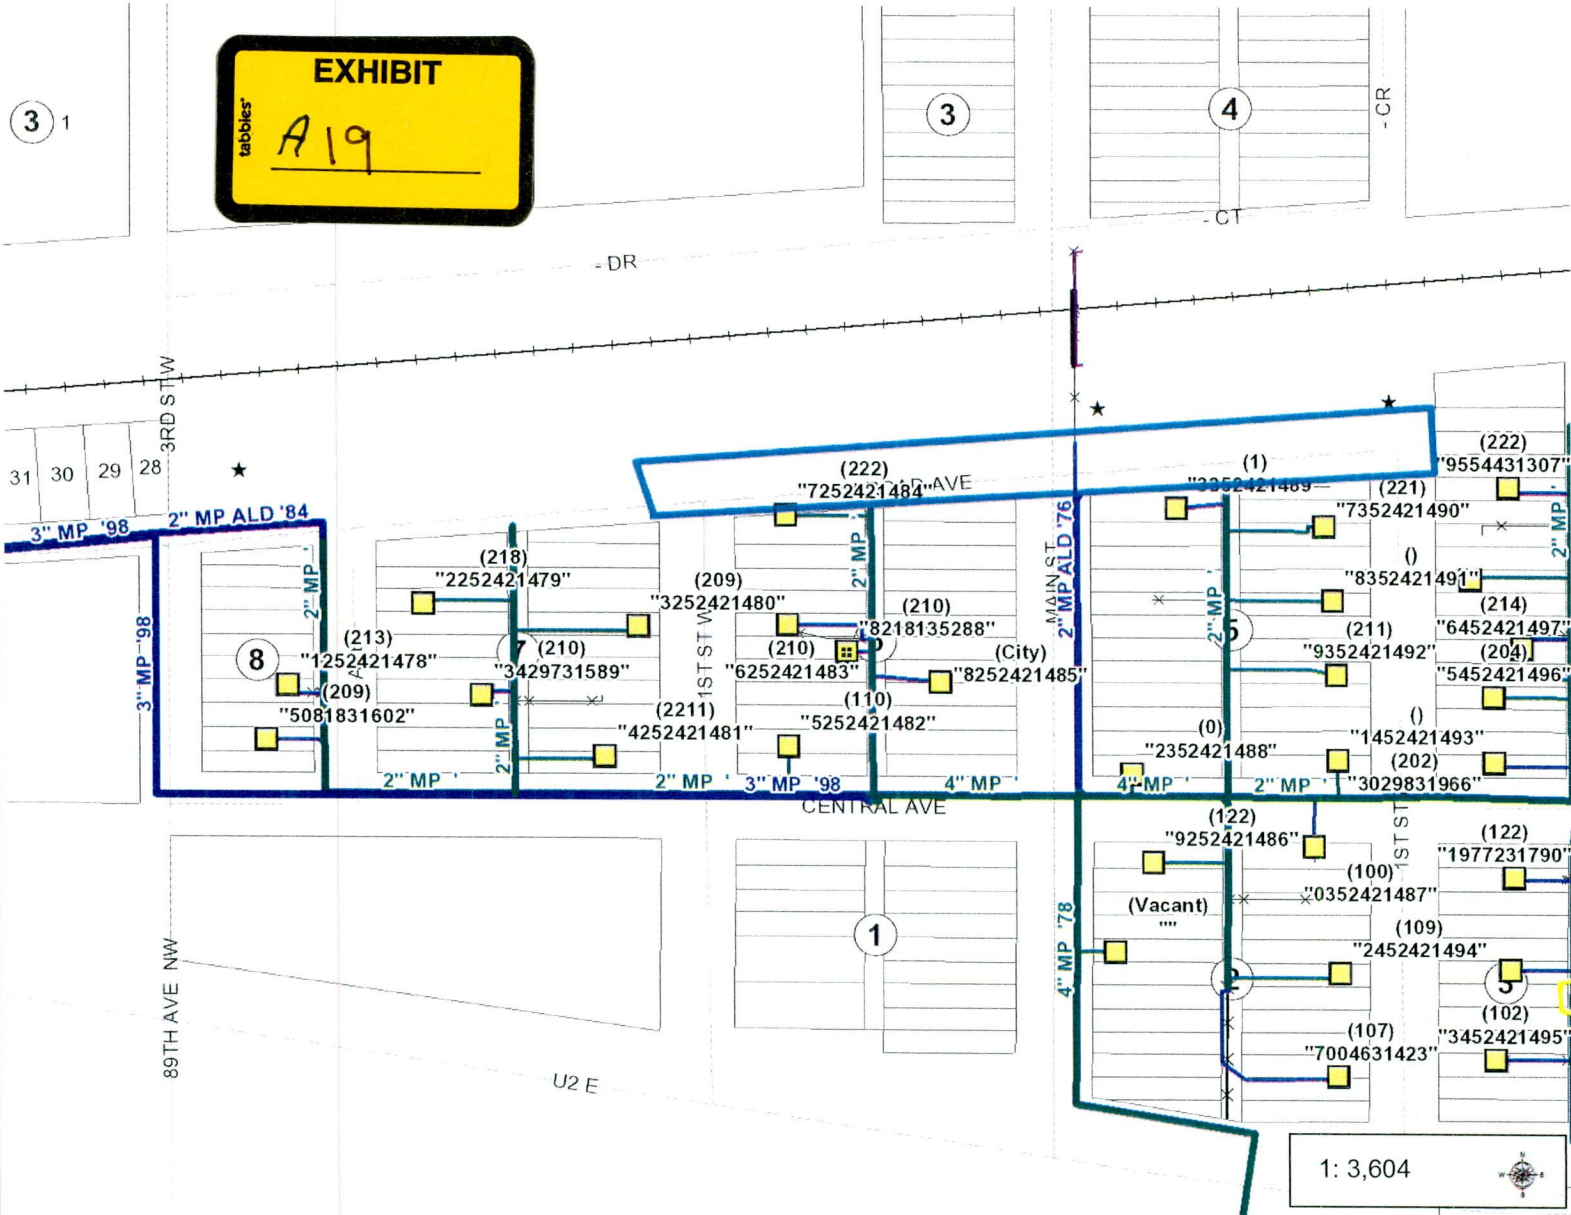 EXHIBIT
tabbies®
A19
3
1
3
4
- CR
- CT
- DR
3RD ST W
31
30
29
28
3" MP '98
2" MP ALD '84
(222)
"7252421484"
AVE
(1)
"3352421489
(222)
"9554431307"
(221)
"7352421490"
2" MP '
2" MP '
2" MP '
(218)
"2252421479"
(209)
"3252421480"
(210)
"8218135288"
MAIN ST
2" MP ALD '76
2" MP '
()
"8352421491"
(214)
"6452421497"
3" MP '98
8
(213)
"1252421478"
7
(210)
"3429731589"
1ST ST W
(210)
"6252421483"
(City)
"8252421485"
(211)
"9352421492"
(204)
"5452421496"
(209)
"5081831602"
2" MP '
(2211)
"4252421481"
(110)
"5252421482"
(0)
"2352421488"
()
"1452421493"
(202)
"3029831966"
2" MP '
2" MP '
3" MP '98
4" MP '
4" MP '
2" MP '
CENTRAL AVE
(122)
"9252421486"
1ST ST
(122)
"1977231790"
1
(Vacant)
""
(100)
"0352421487"
(109)
"2452421494"
4" MP '78
89TH AVE NW
2
3
(102)
"3452421495"
(107)
"7004631423"
U2 E
1: 3,604
N
W
E
S